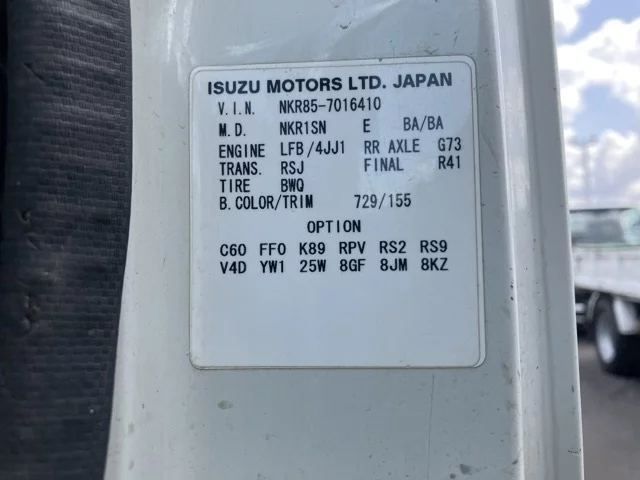 ISUZU MOTORS LTD. JAPAN
V.I.N. NKR85-7016410
M.D. NKR1SN E BA/BA
ENGINE LFB/4JJ1 RR AXLE G73
TRANS. RSJ FINAL R41
TIRE BWQ
B.COLOR/TRIM 729/155
OPTION
C60 FF0 K89 RPV RS2 RS9
V4D YW1 25W 8GF 8JM 8KZ